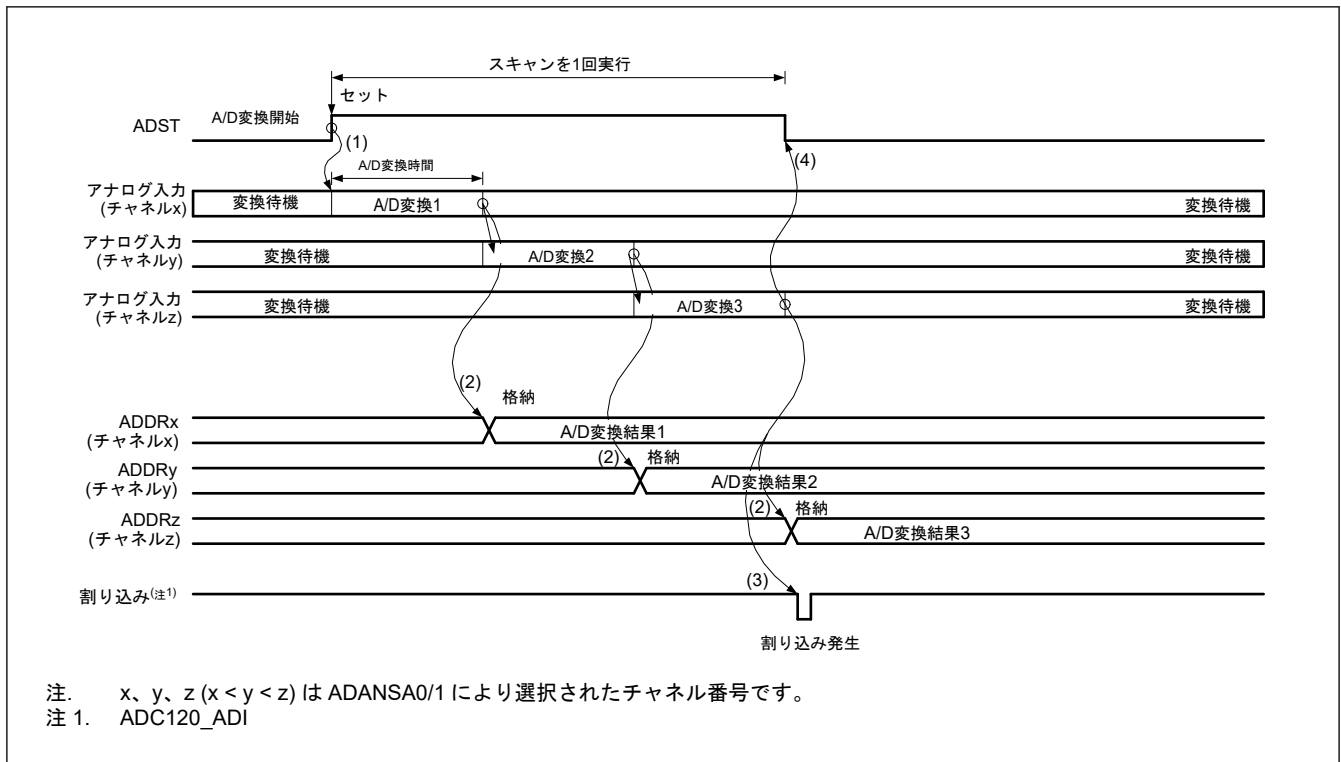 スキャンを1回実行
セット
ADST
A/D変換開始
(1)
(4)
A/D変換時間
アナログ入力
(チャネルx)
変換待機
A/D変換1
変換待機
アナログ入力
(チャネルy)
変換待機
A/D変換2
変換待機
アナログ入力
(チャネルz)
変換待機
A/D変換3
変換待機
(2)
格納
ADDRx
(チャネルx)
A/D変換結果1
(2)
格納
ADDRy
(チャネルy)
A/D変換結果2
(2)
格納
ADDRz
(チャネルz)
A/D変換結果3
(3)
割り込み(注1)
割り込み発生
注. x、y、z (x < y < z) は ADANSA0/1 により選択されたチャネル番号です。
注 1. ADC120_ADI